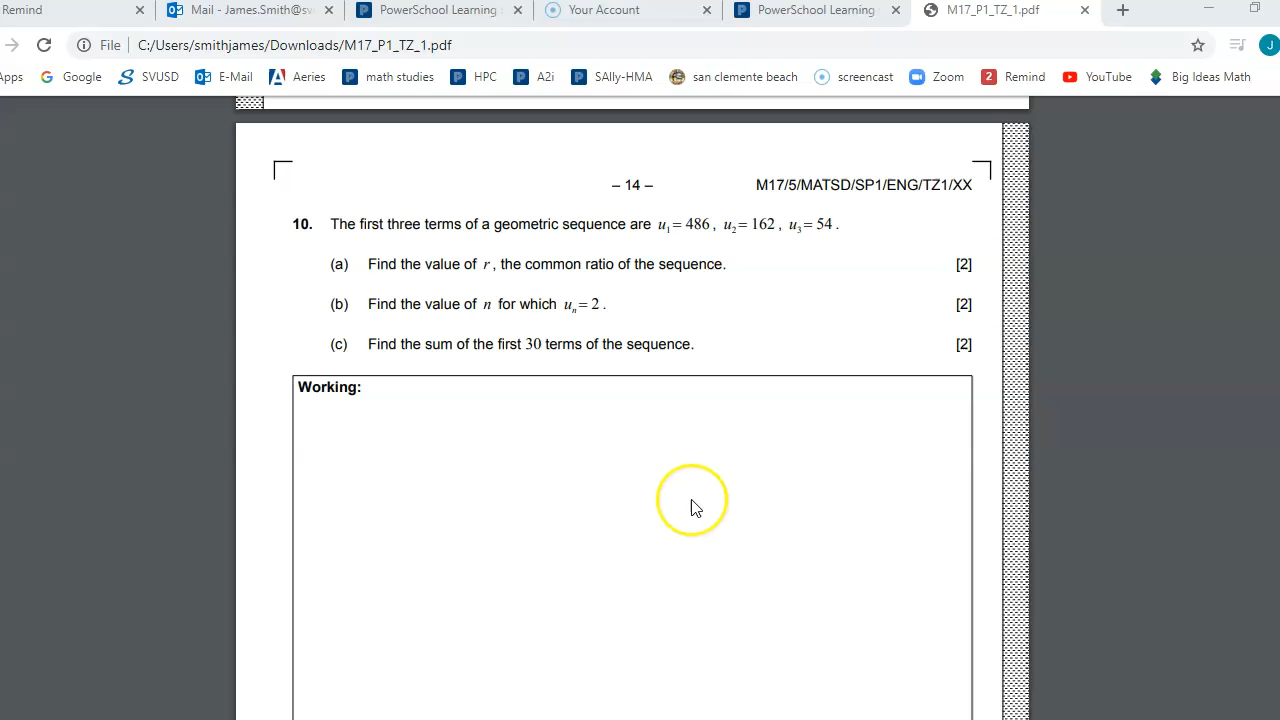 Remind Mail - James.Smith@sv PowerSchool Learning Your Account PowerSchool Learning M17_P1_TZ_1.pdf
File C:/Users/smithjames/Downloads/M17_P1_TZ_1.pdf J
Apps Google SVUSD E-Mail Aeries math studies HPC A2i SAlly-HMA san clemente beach screencast Zoom Remind YouTube Big Ideas Math
– 14 – M17/5/MATSD/SP1/ENG/TZ1/XX
10. The first three terms of a geometric sequence are u₁ = 486 , u₂ = 162 , u₃ = 54 .
(a) Find the value of r , the common ratio of the sequence. [2]
(b) Find the value of n for which uₙ = 2 . [2]
(c) Find the sum of the first 30 terms of the sequence. [2]
Working: